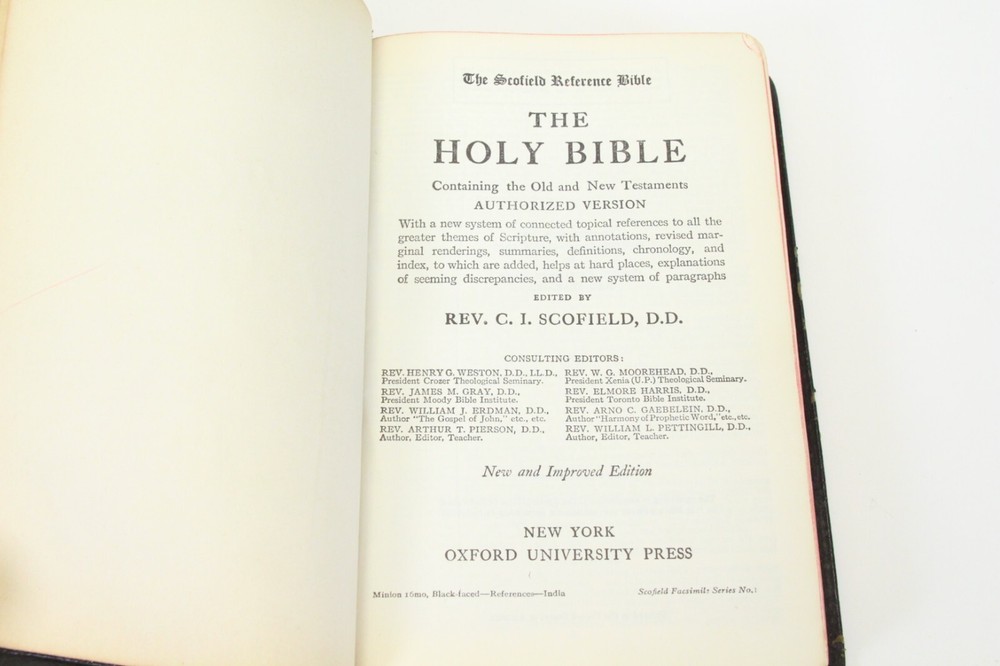 The Scofield Reference Bible
THE
HOLY BIBLE
Containing the Old and New Testaments
AUTHORIZED VERSION
With a new system of connected topical references to all the
greater themes of Scripture, with annotations, revised mar-
ginal renderings, summaries, definitions, chronology, and
index, to which are added, helps at hard places, explanations
of seeming discrepancies, and a new system of paragraphs
EDITED BY
REV. C. I. SCOFIELD, D.D.
CONSULTING EDITORS:
REV. HENRY G. WESTON, D.D., LL.D.,
President Crozer Theological Seminary.
REV. JAMES M. GRAY, D.D.,
President Moody Bible Institute.
REV. WILLIAM J. ERDMAN, D.D.,
Author "The Gospel of John," etc., etc.
REV. ARTHUR T. PIERSON, D.D.,
Author, Editor, Teacher.
REV. W. G. MOOREHEAD, D.D.,
President Xenia (U.P.) Theological Seminary.
REV. ELMORE HARRIS, D.D.,
President Toronto Bible Institute.
REV. ARNO C. GAEBELEIN, D.D.,
Author "Harmony of Prophetic Word," etc., etc.
REV. WILLIAM L. PETTINGILL, D.D.,
Author, Editor, Teacher.
New and Improved Edition
NEW YORK
OXFORD UNIVERSITY PRESS
Minion 16mo, Black-faced—References—India
Scofield Facsimile Series No.